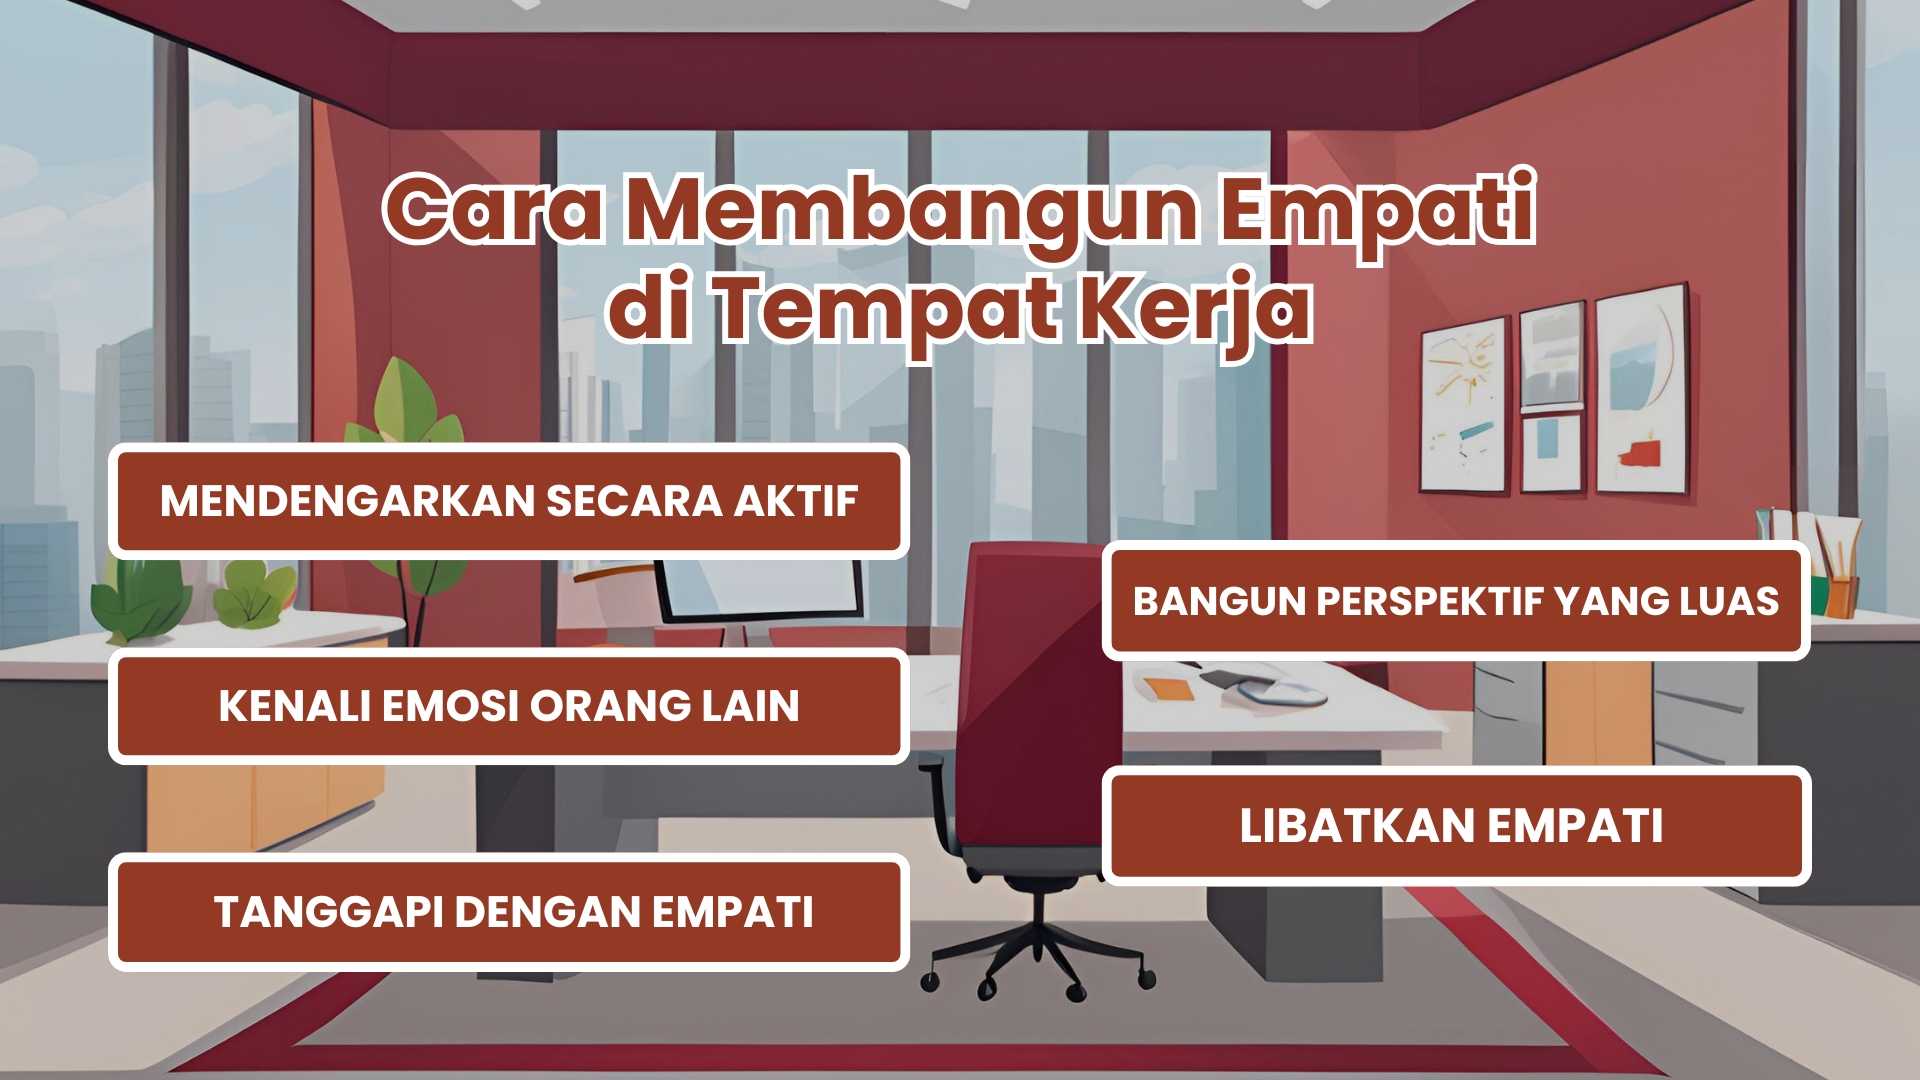 Cara Membangun Empati
di Tempat Kerja
MENDENGARKAN SECARA AKTIF
KENALI EMOSI ORANG LAIN
TANGGAPI DENGAN EMPATI
BANGUN PERSPEKTIF YANG LUAS
LIBATKAN EMPATI